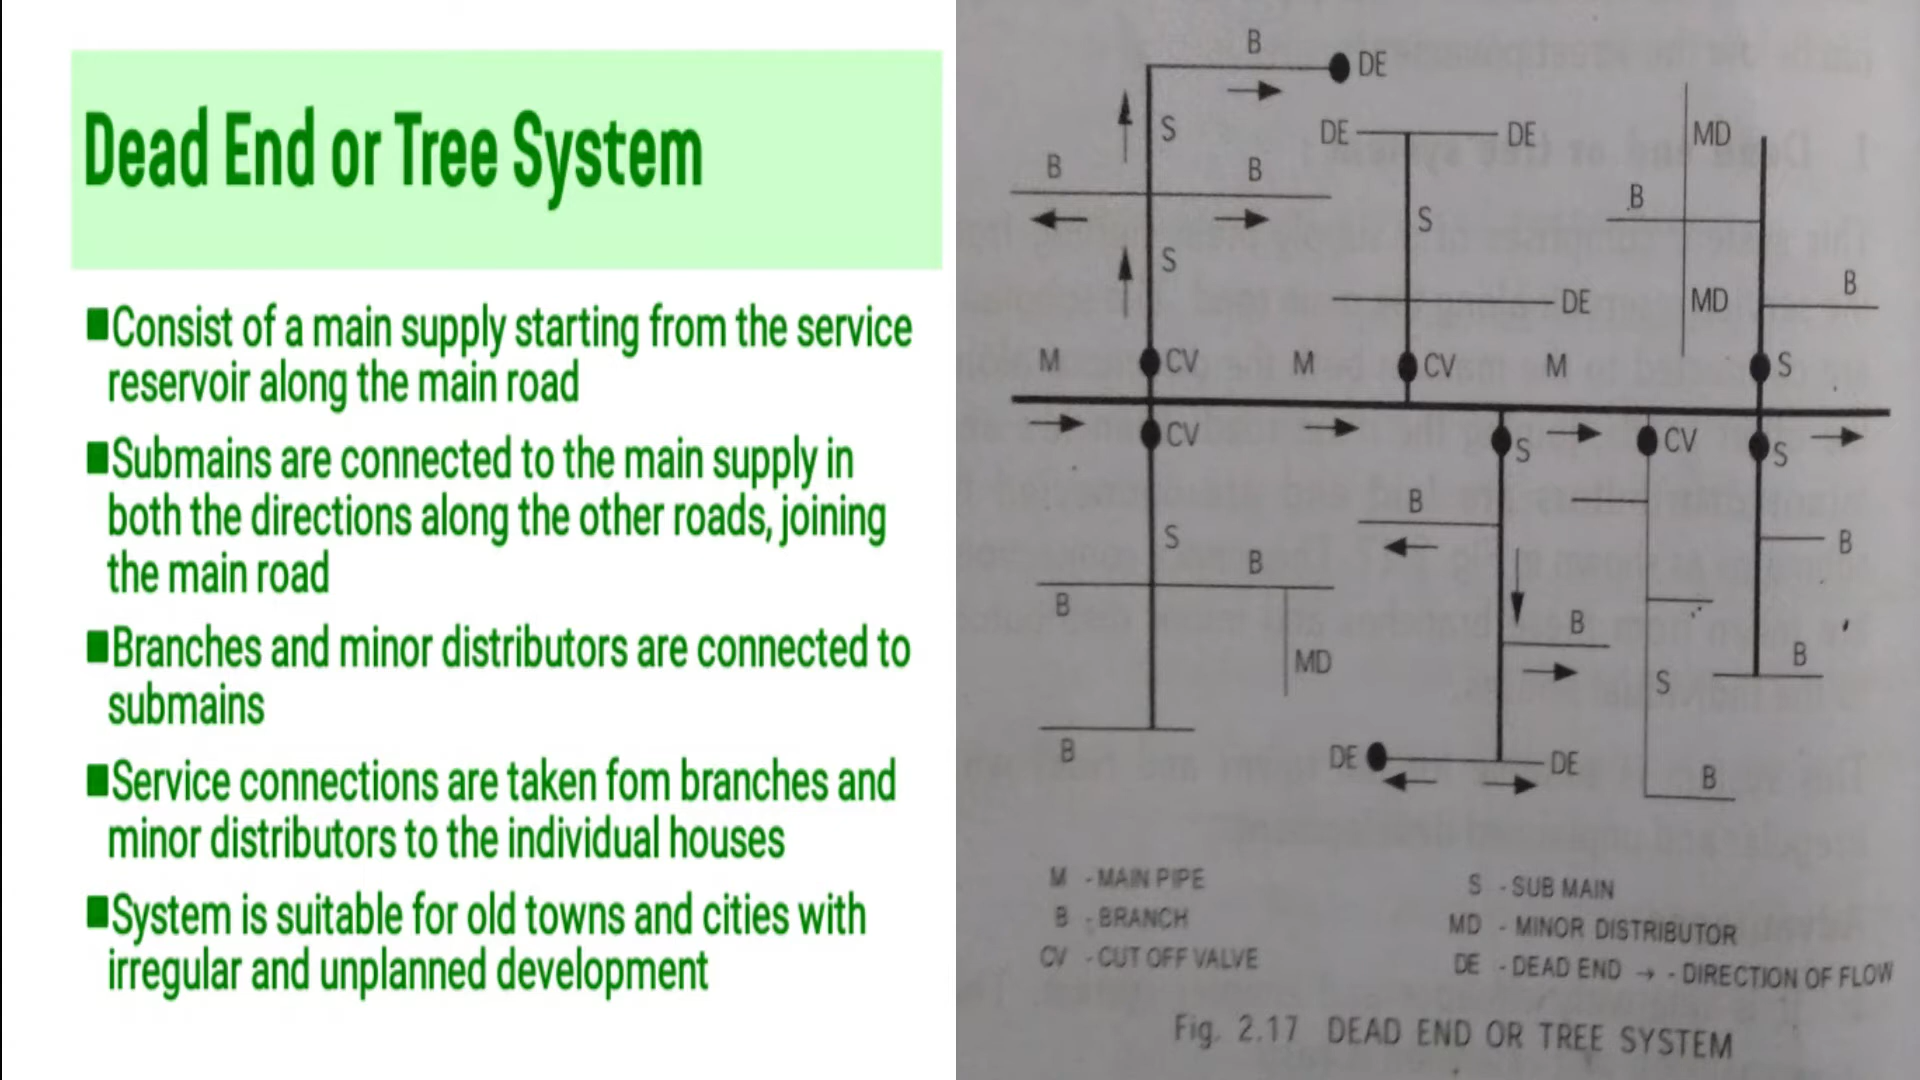 Dead End or Tree System
■Consist of a main supply starting from the service
reservoir along the main road
■Submains are connected to the main supply in
both the directions along the other roads, joining
the main road
■Branches and minor distributors are connected to
submains
■Service connections are taken fom branches and
minor distributors to the individual houses
■System is suitable for old towns and cities with
irregular and unplanned development
B
DE
S
DE DE
MD
B B
B
S
S
DE
MD
B
M CV M CV M S
CV S CV S
B
S
B
B
B
B
MD
B
S
B
DE DE
B
B
M - MAIN PIPE
S - SUB MAIN
B - BRANCH
MD - MINOR DISTRIBUTOR
CV - CUT OFF VALVE
DE - DEAD END → - DIRECTION OF FLOW
Fig. 2.17 DEAD END OR TREE SYSTEM